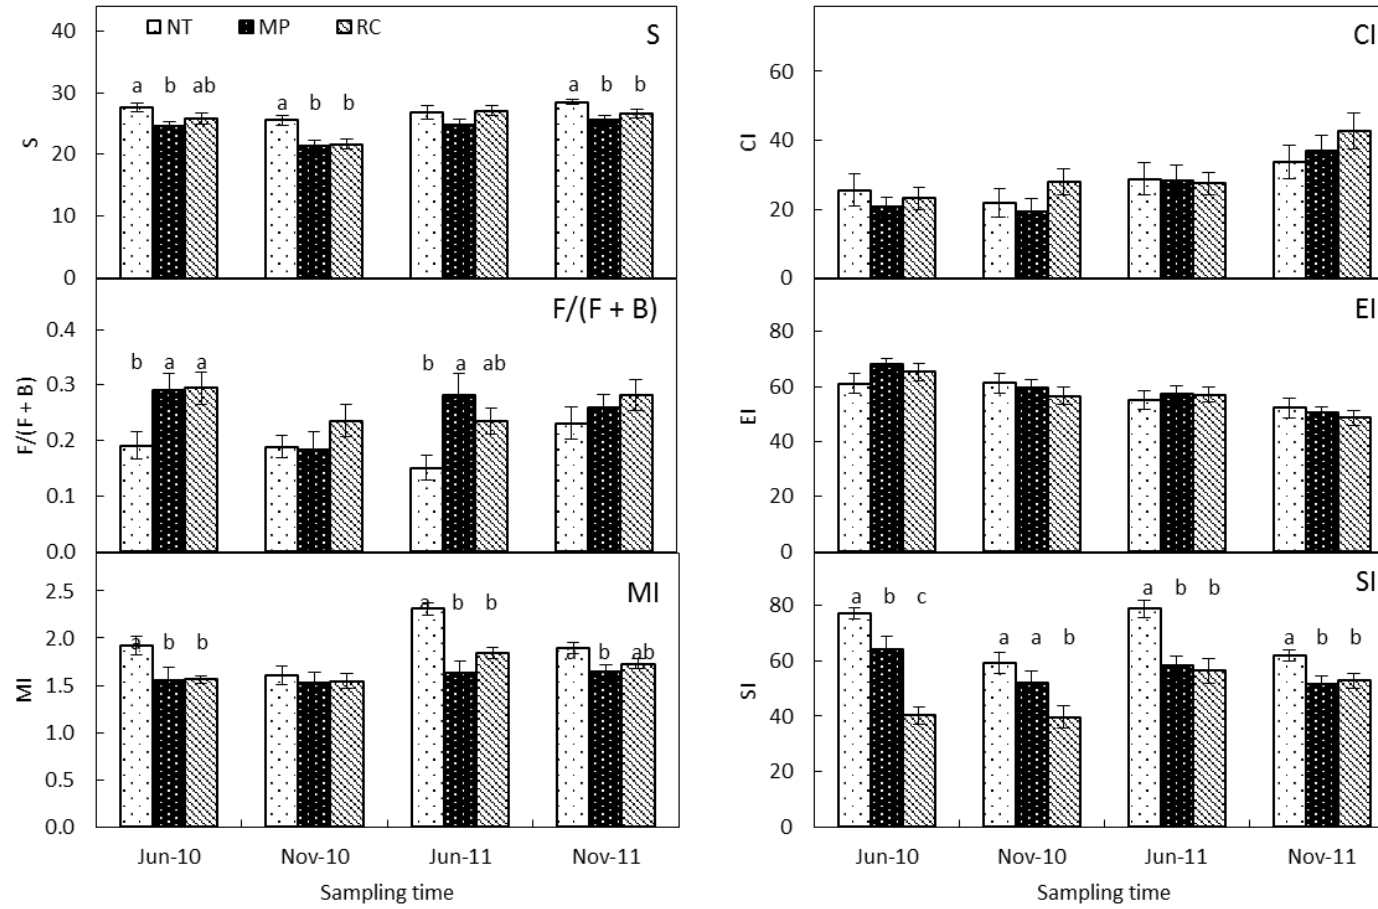 40
NT MP RC
S
30
20
10
0
S
a b ab
a b b
a b b
CI
60
40
20
0
CI
F/(F + B)
0.4
0.3
0.2
0.1
0.0
F/(F + B)
b a a
b a ab
EI
80
60
40
20
0
EI
MI
2.5
2.0
1.5
1.0
0.5
0.0
MI
a b b
a b b
a b ab
Jun-10 Nov-10 Jun-11 Nov-11
Sampling time
SI
80
60
40
20
0
SI
a b c
a a b
a b b
a b b
Jun-10 Nov-10 Jun-11 Nov-11
Sampling time